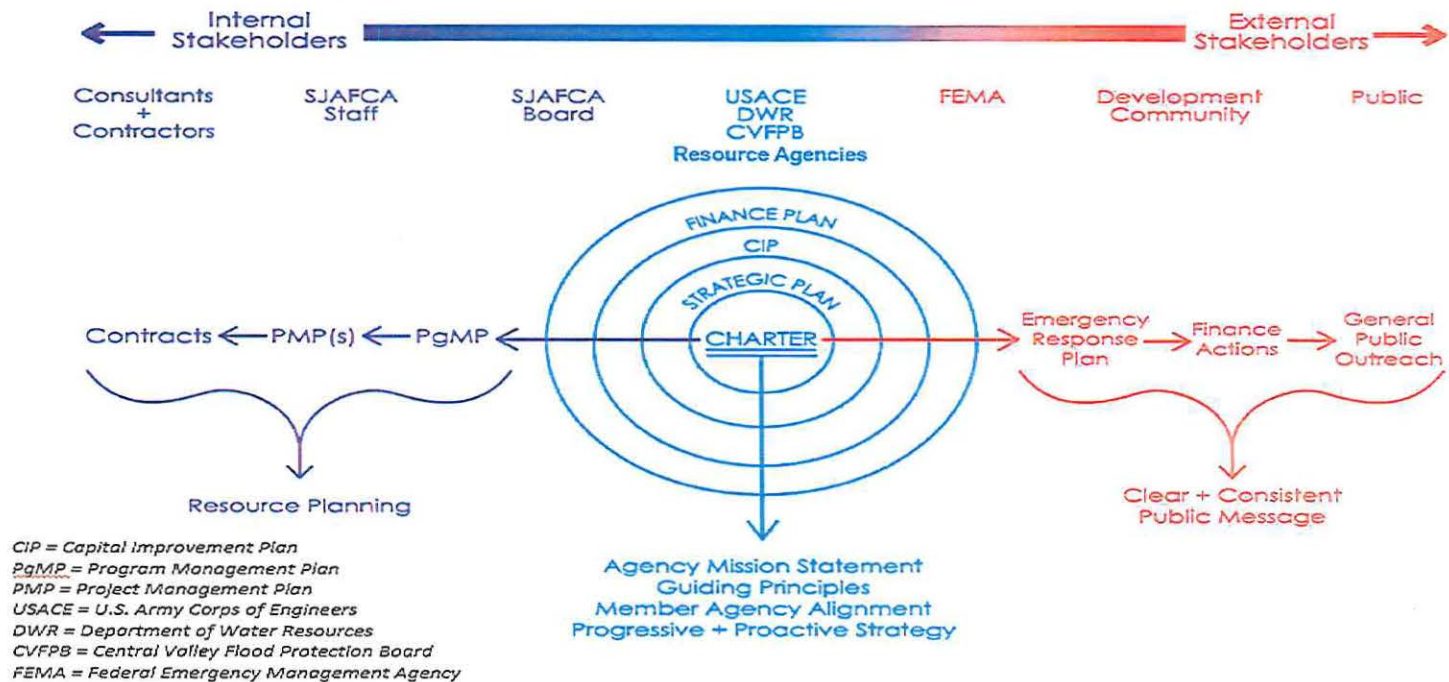 Internal
Stakeholders
External
Stakeholders
Consultants
+
Contractors
SJAFCA
Staff
SJAFCA
Board
USACE
DWR
CVFPB
Resource Agencies
FEMA
Development
Community
Public
FINANCE PLAN
CIP
STRATEGIC PLAN
CHARTER
Contracts
PMP(s)
PgMP
Emergency
Response
Plan
Finance
Actions
General
Public
Outreach
Resource Planning
Clear + Consistent
Public Message
Agency Mission Statement
Guiding Principles
Member Agency Alignment
Progressive + Proactive Strategy
CIP = Capital Improvement Plan
PgMP = Program Management Plan
PMP = Project Management Plan
USACE = U.S. Army Corps of Engineers
DWR = Department of Water Resources
CVFPB = Central Valley Flood Protection Board
FEMA = Federal Emergency Management Agency